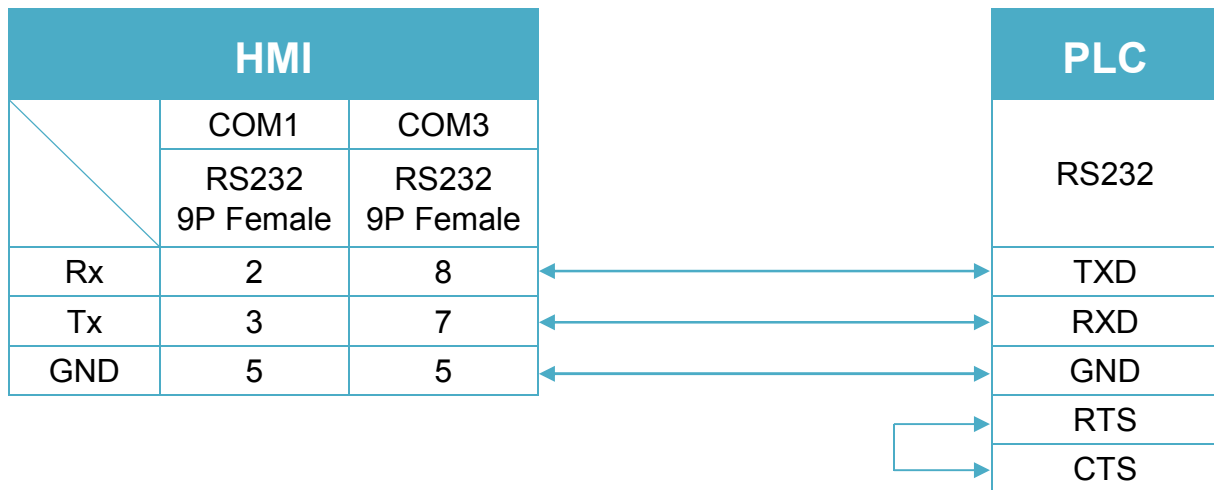 HMI PLC
COM1 COM3
RS232 RS232 RS232
9P Female 9P Female
Rx 2 8 TXD
Tx 3 7 RXD
GND 5 5 GND
RTS
CTS